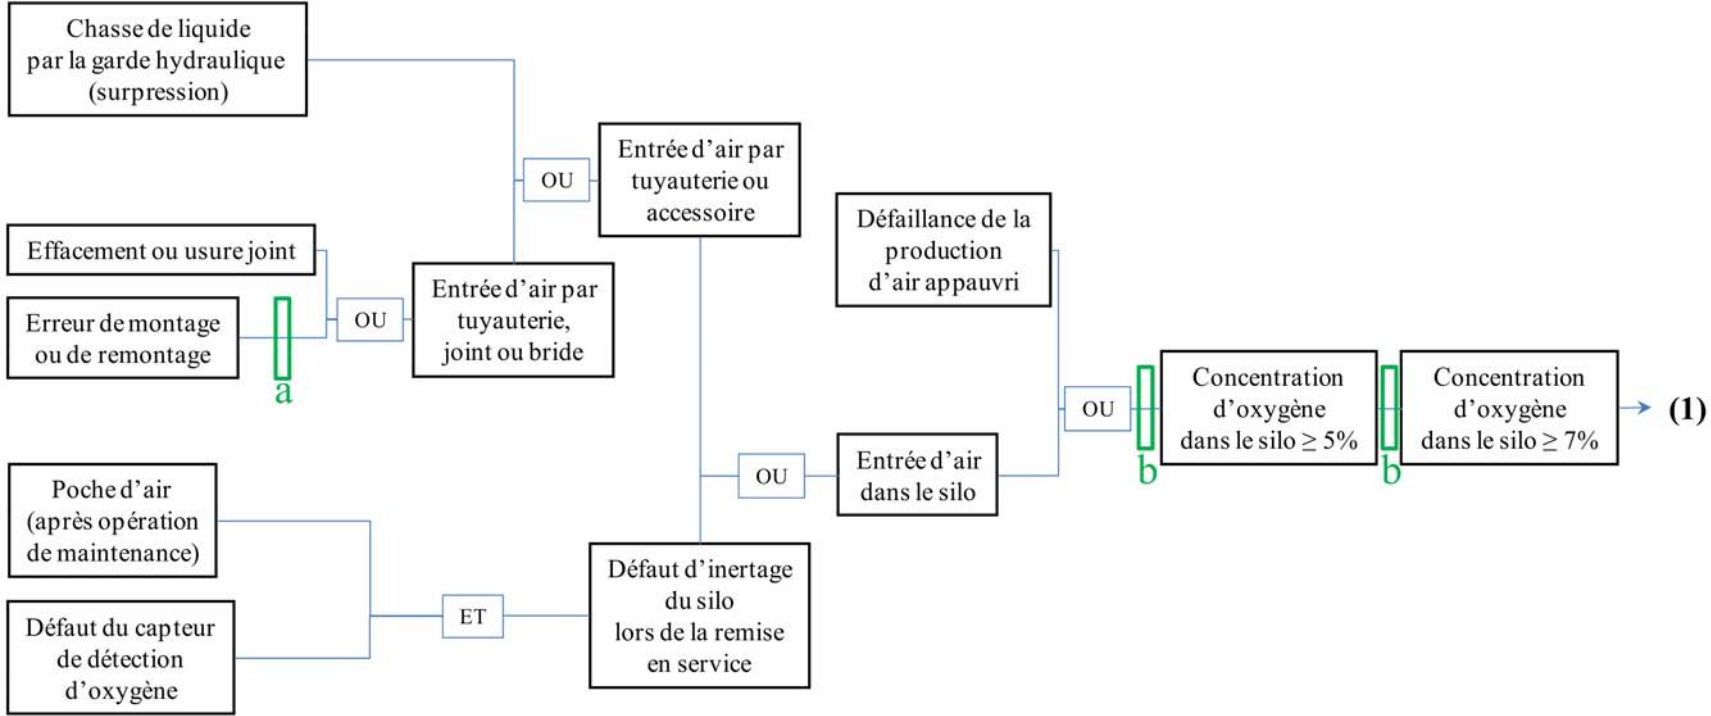 Chasse de liquide
par la garde hydraulique
(surpression)
OU
Entrée d’air par
tuyauterie ou
accessoire
Effacement ou usure joint
Erreur de montage
ou de remontage
a
OU
Entrée d’air par
tuyauterie,
joint ou bride
Défaillance de la
production
d’air appauvri
OU
b
Concentration
d’oxygène
dans le silo ≥ 5%
b
Concentration
d’oxygène
dans le silo ≥ 7%
(1)
OU
Entrée d’air
dans le silo
Poche d’air
(après opération
de maintenance)
Défaut du capteur
de détection
d’oxygène
ET
Défaut d’inertage
du silo
lors de la remise
en service